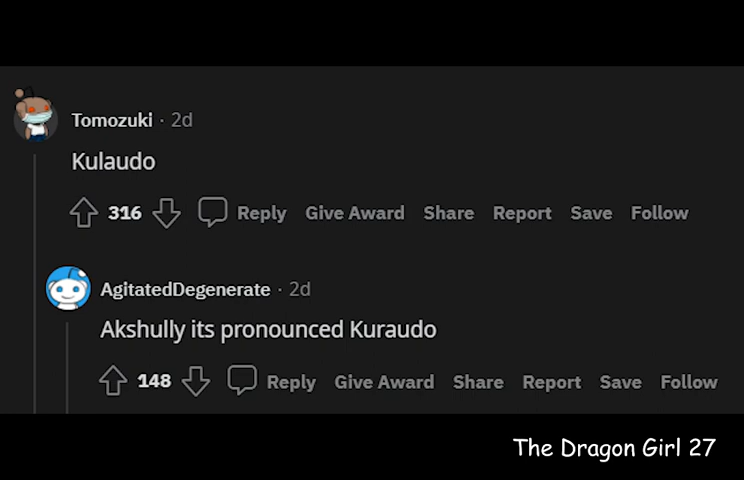 Tomozuki · 2d
Kulaudo
316 Reply Give Award Share Report Save Follow
AgitatedDegenerate · 2d
Akshully its pronounced Kuraudo
148 Reply Give Award Share Report Save Follow
The Dragon Girl 27